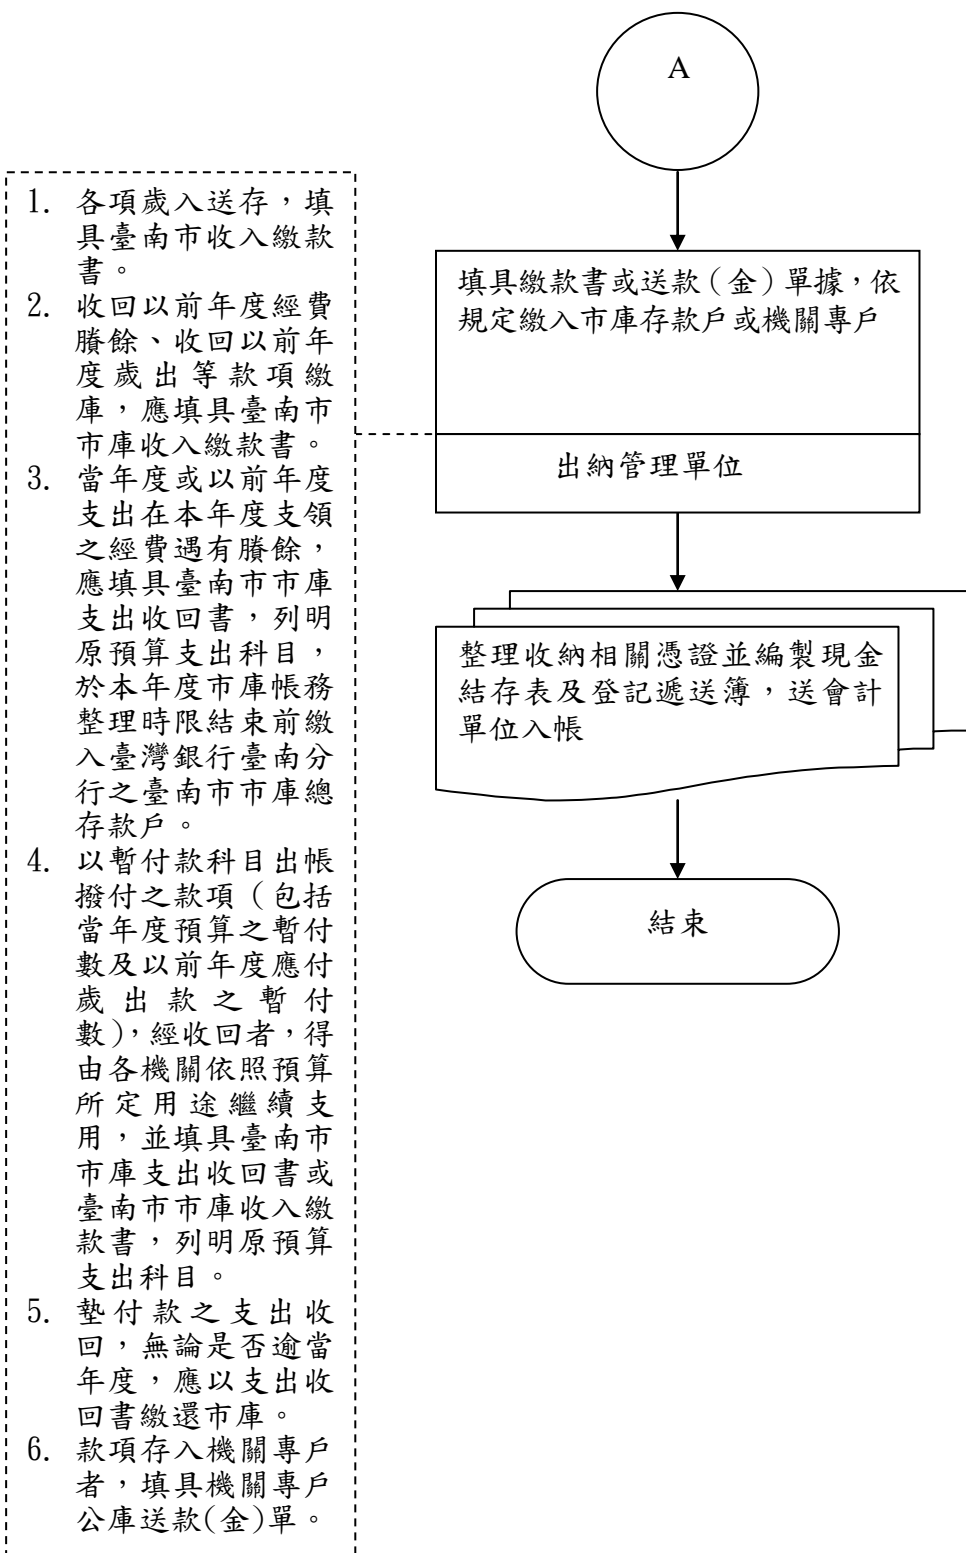 A
填具繳款書或送款（金）單據，依
規定繳入市庫存款戶或機關專戶
出納管理單位
整理收納相關憑證並編製現金
結存表及登記遞送簿，送會計
單位入帳
結束
1. 各項歲入送存，填
具臺南市收入繳款
書。
2. 收回以前年度經費
賸餘、收回以前年
度歲出等款項繳
庫，應填具臺南市
市庫收入繳款書。
3. 當年度或以前年度
支出在本年度支領
之經費遇有賸餘，
應填具臺南市市庫
支出收回書，列明
原預算支出科目，
於本年度市庫帳務
整理時限結束前繳
入臺灣銀行臺南分
行之臺南市市庫總
存款戶。
4. 以暫付款科目出帳
撥付之款項（包括
當年度預算之暫付
數及以前年度應付
歲出款之暫付
數），經收回者，得
由各機關依照預算
所定用途繼續支
用，並填具臺南市
市庫支出收回書或
臺南市市庫收入繳
款書，列明原預算
支出科目。
5. 墊付款之支出收
回，無論是否逾當
年度，應以支出收
回書繳還市庫。
6. 款項存入機關專戶
者，填具機關專戶
公庫送款(金)單。